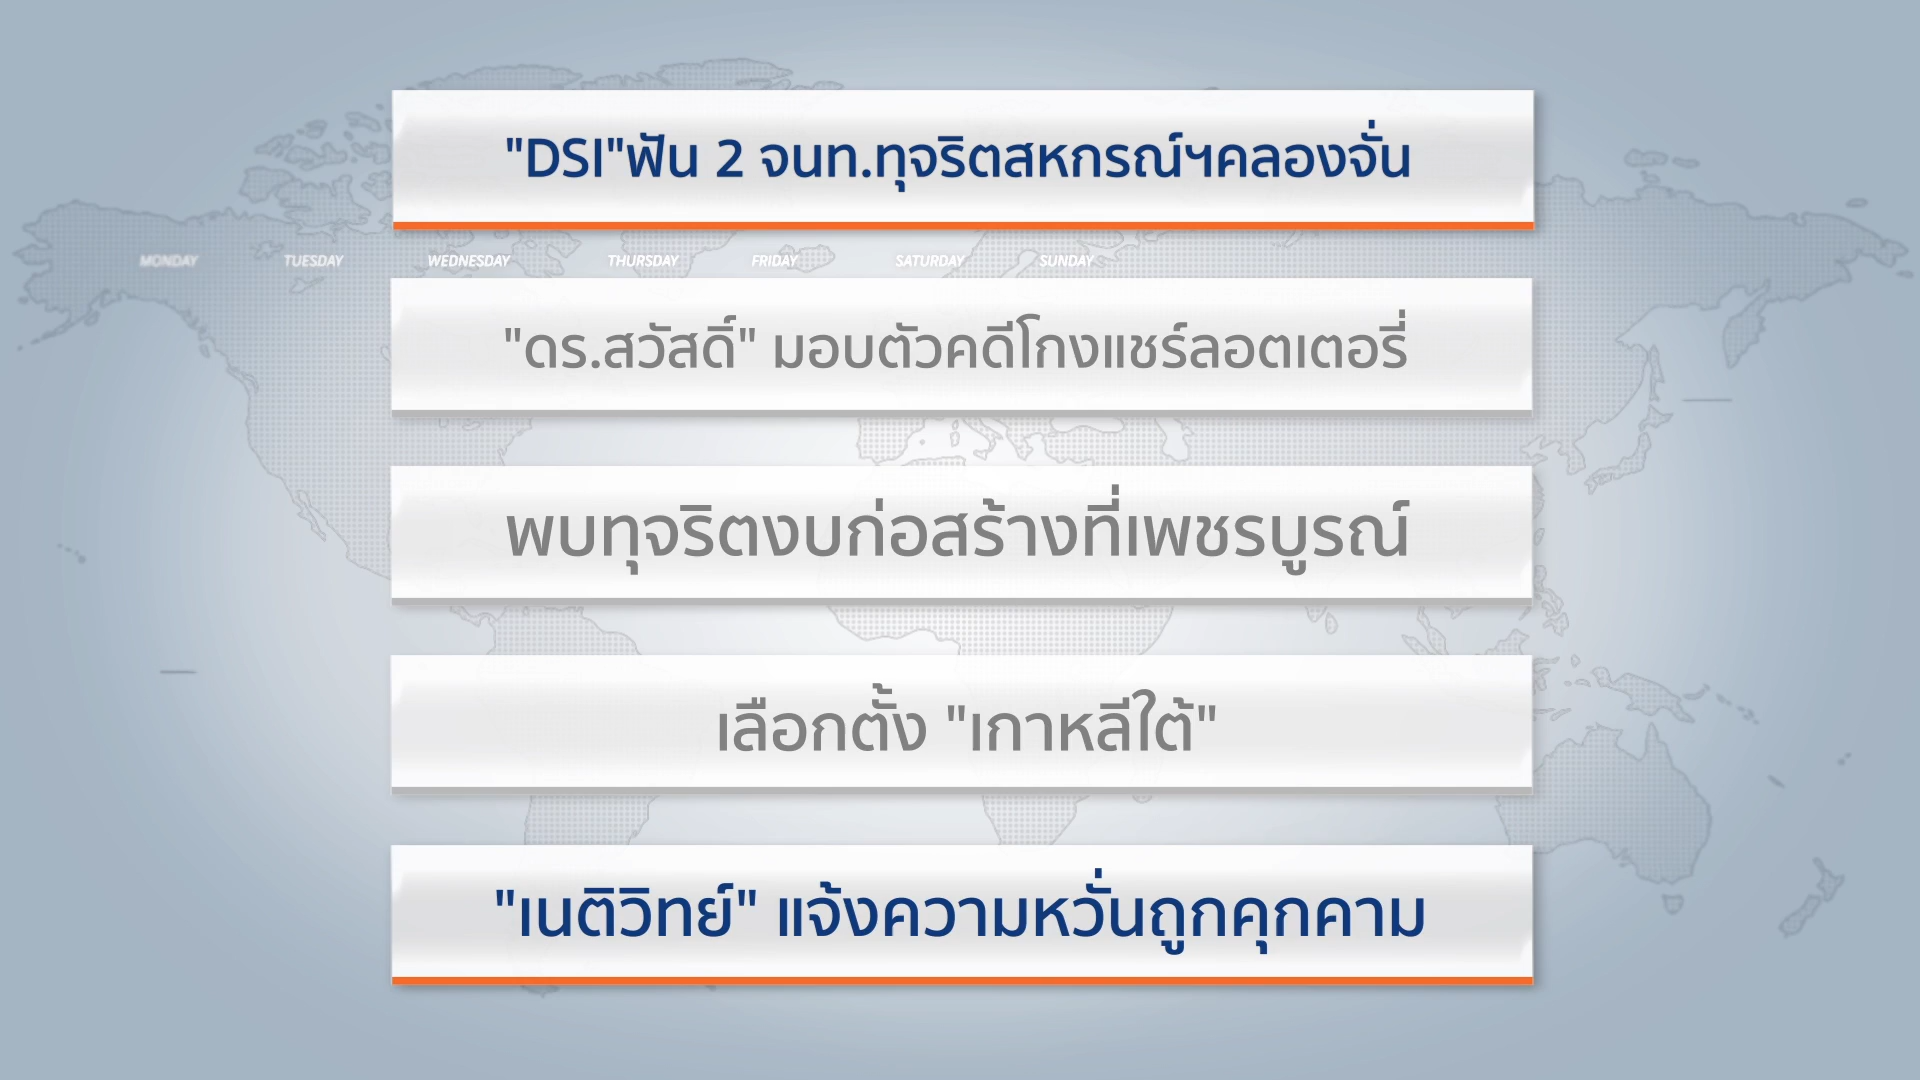 "DSI"ฟัน 2 จนท.ทุจริตสหกรณ์ฯคลองจั่น
MONDAY TUESDAY WEDNESDAY THURSDAY FRIDAY SATURDAY SUNDAY
"ดร.สวัสดิ์" มอบตัวคดีโกงแชร์ลอตเตอรี่
พบทุจริตงบก่อสร้างที่เพชรบูรณ์
เลือกตั้ง "เกาหลีใต้"
"เนติวิทย์" แจ้งความหวั่นถูกคุกคาม